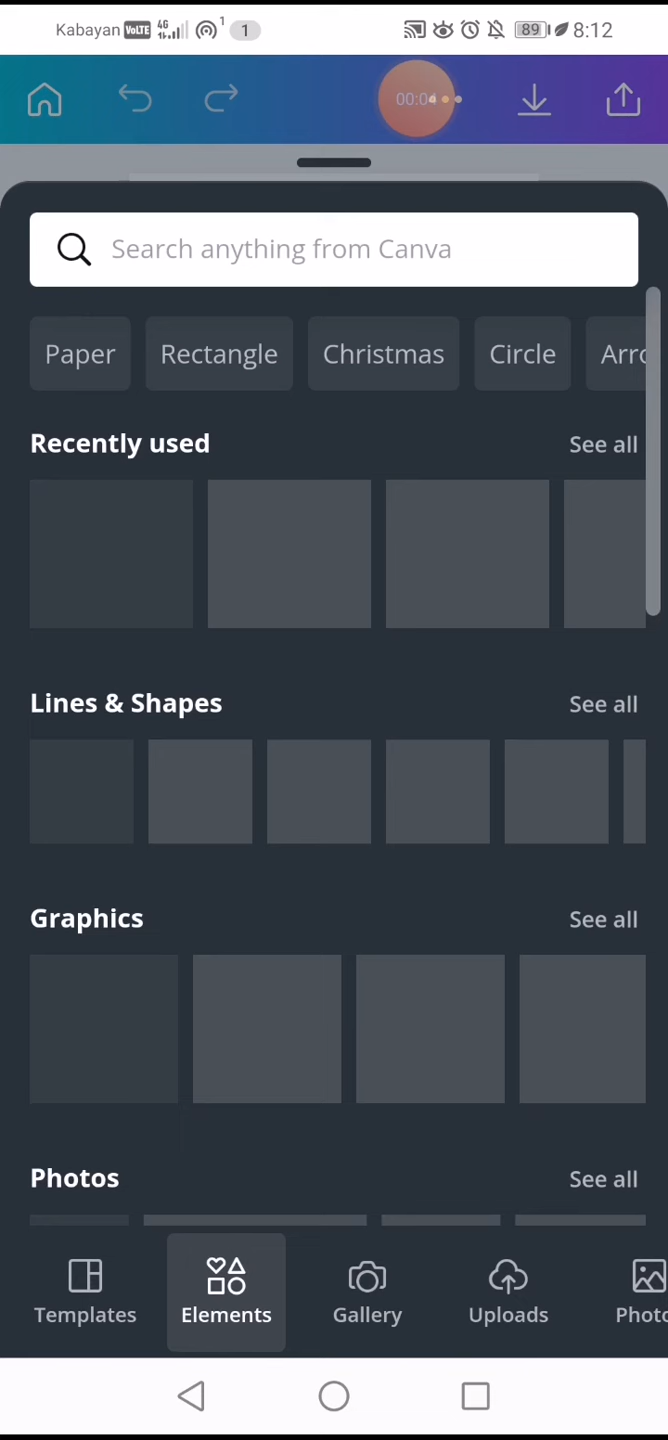 Kabayan VoLTE 4G 1 1 89 8:12
00:04
Search anything from Canva
Paper Rectangle Christmas Circle Arro
Recently used See all
Lines & Shapes See all
Graphics See all
Photos See all
Templates Elements Gallery Uploads Photo